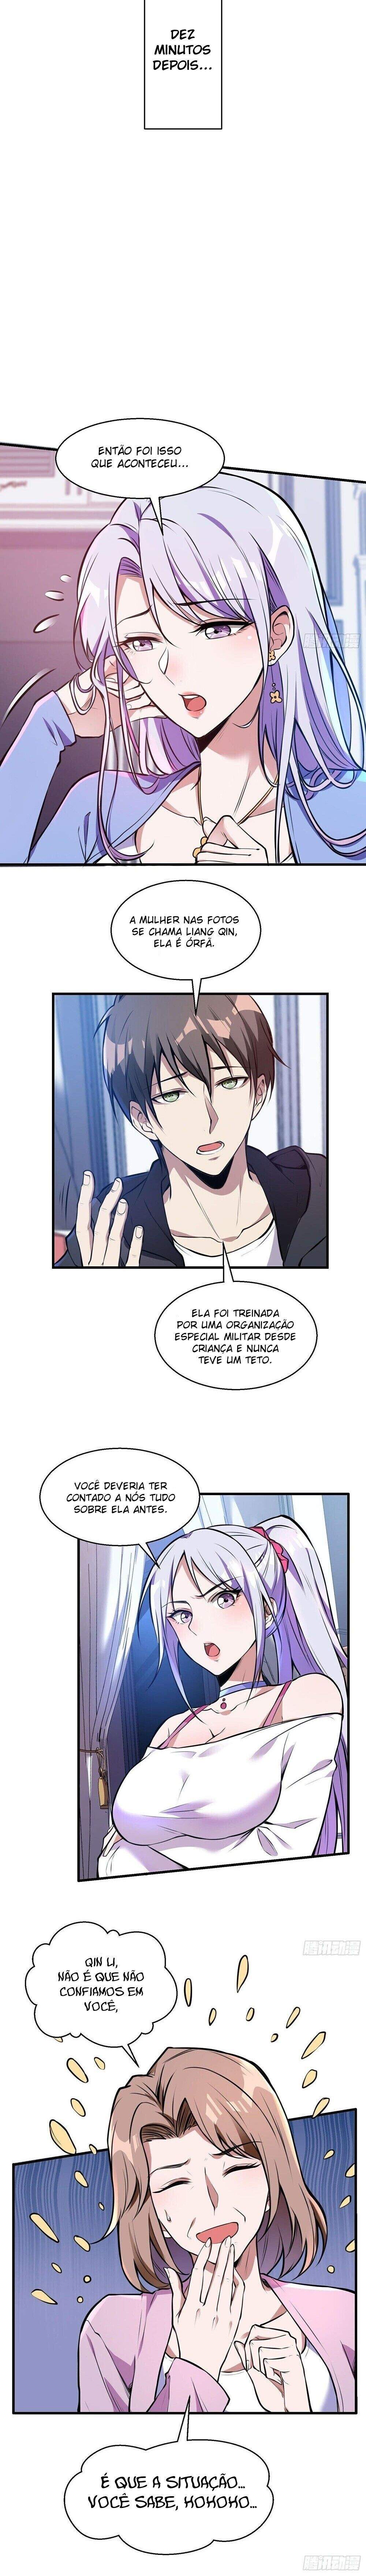 DEZ
MINUTOS
DEPOIS...
ENTÃO FOI ISSO
QUE ACONTECEU...
A MULHER NAS FOTOS
SE CHAMA LIANG QIN,
ELA É ÓRFÃ.
ELA FOI TREINADA
POR UMA ORGANIZAÇÃO
ESPECIAL MILITAR DESDE
CRIANÇA E NUNCA
TEVE UM TETO.
VOCÊ DEVERIA TER
CONTADO A NÓS TUDO
SOBRE ELA ANTES.
QIN LI,
NÃO É QUE NÃO
CONFIAMOS EM
VOCÊ,
É QUE A SITUAÇÃO...
VOCÊ SABE, HOHOHO...